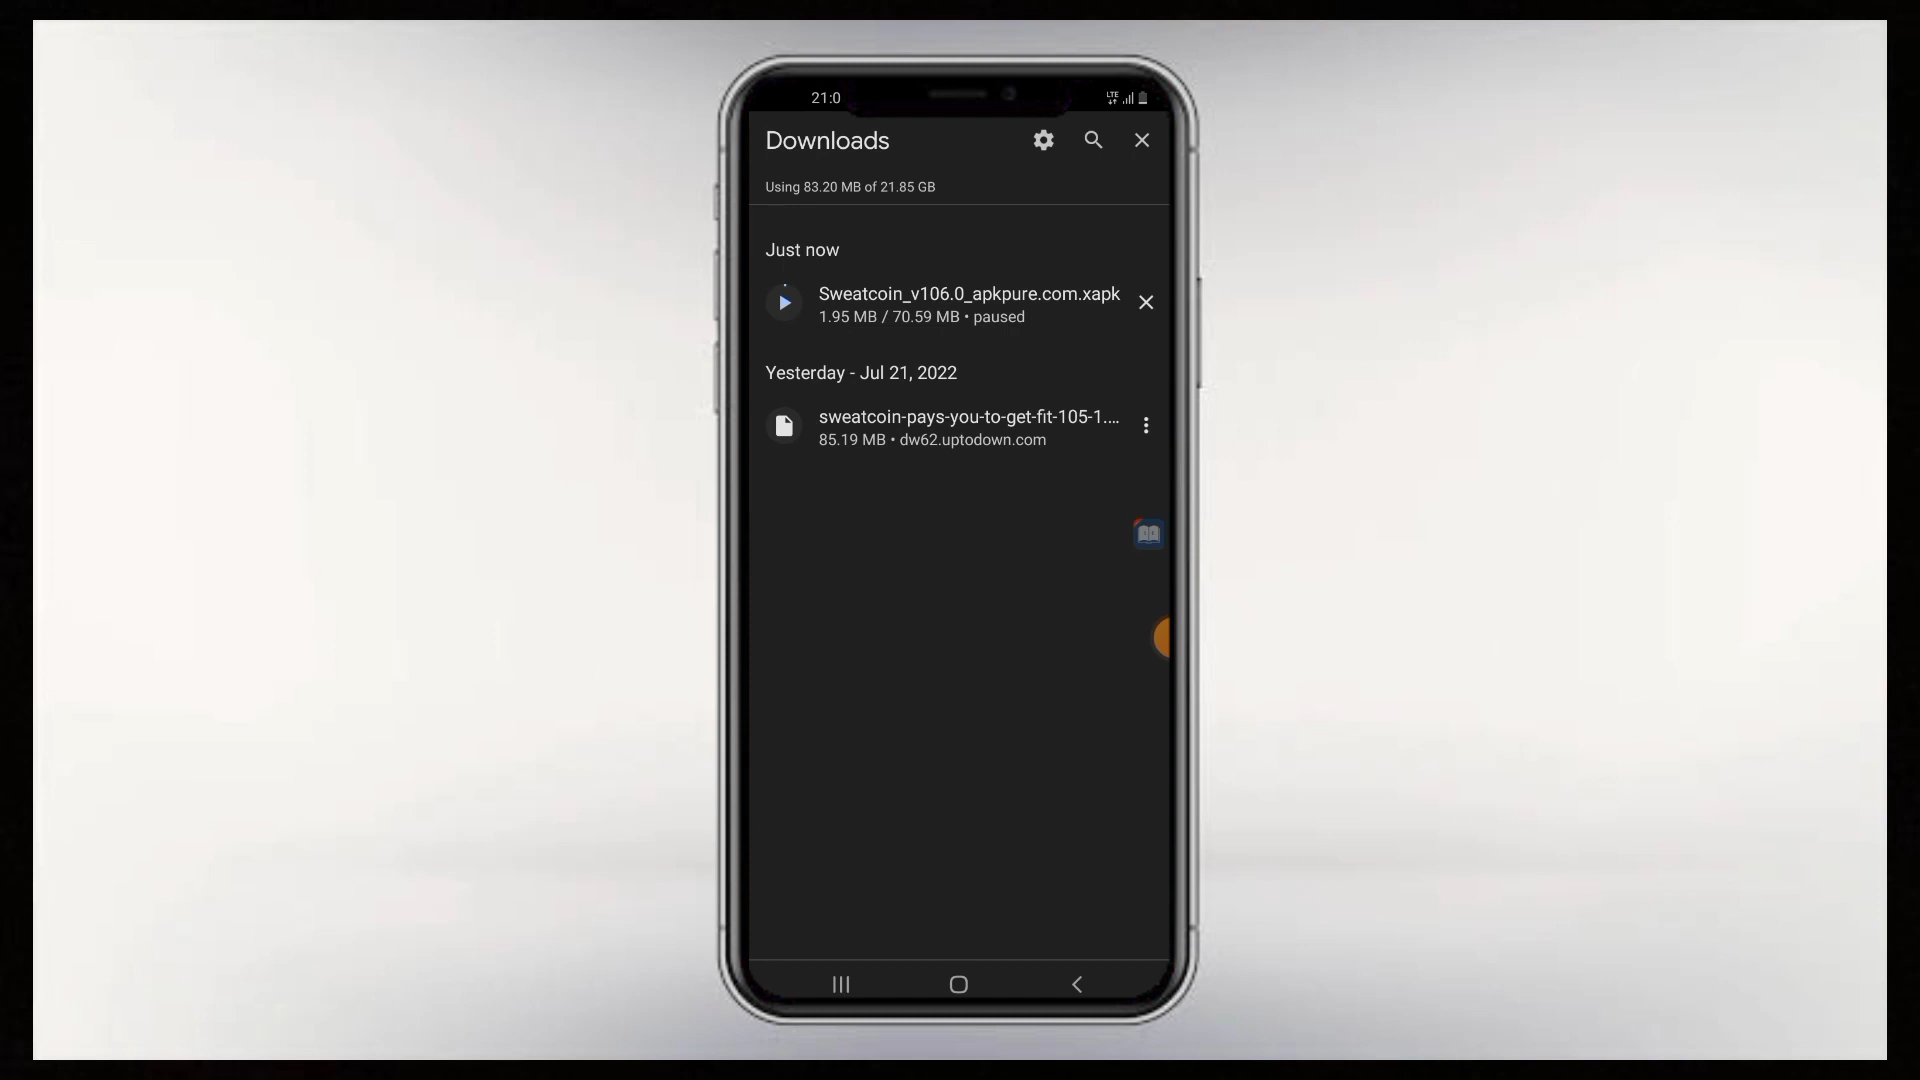 21:0
LTE
Downloads
Using 83.20 MB of 21.85 GB
Just now
Sweatcoin_v106.0_apkpure.com.xapk
1.95 MB / 70.59 MB • paused
Yesterday - Jul 21, 2022
sweatcoin-pays-you-to-get-fit-105-1....
85.19 MB • dw62.uptodown.com